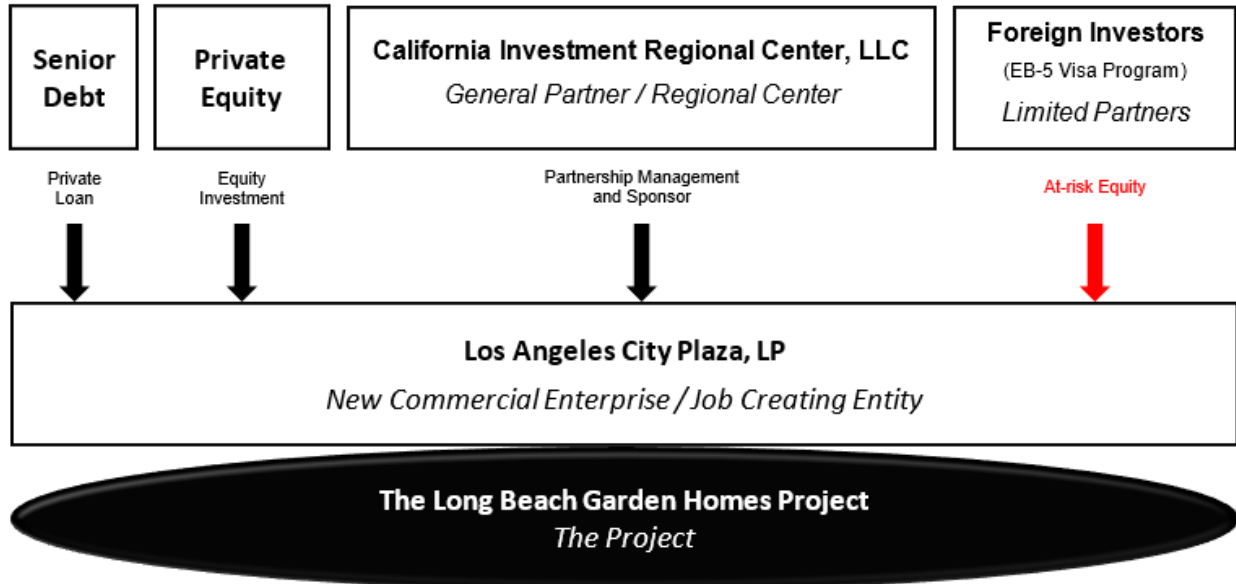 Senior
Debt
Private
Equity
California Investment Regional Center, LLC
General Partner / Regional Center
Foreign Investors
(EB-5 Visa Program)
Limited Partners
Private
Loan
Equity
Investment
Partnership Management
and Sponsor
At-risk Equity
Los Angeles City Plaza, LP
New Commercial Enterprise / Job Creating Entity
The Long Beach Garden Homes Project
The Project